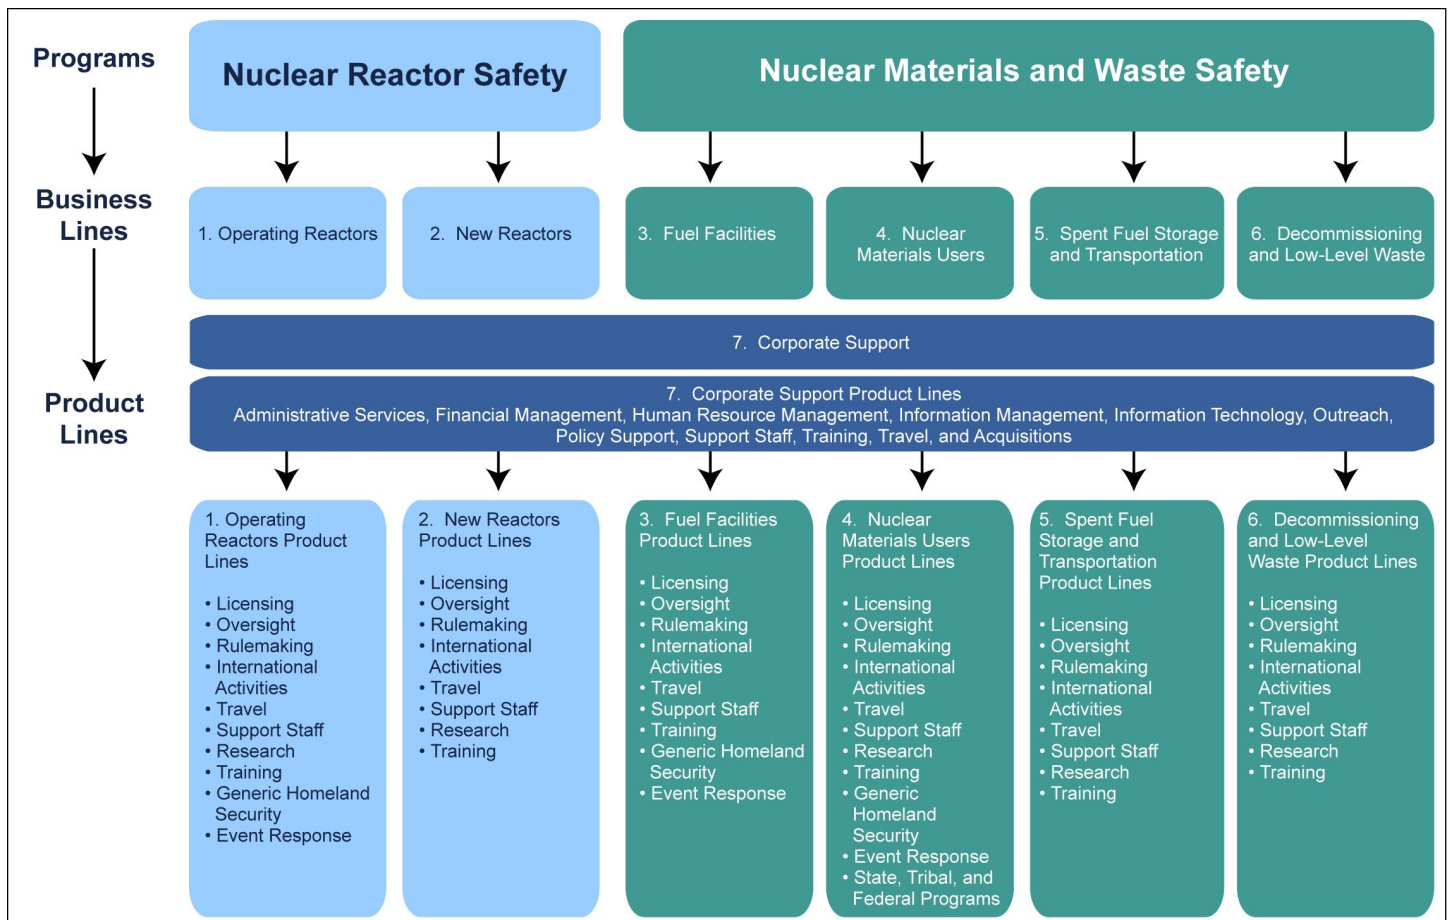 Programs
Nuclear Reactor Safety
Nuclear Materials and Waste Safety
Business
Lines
1. Operating Reactors
2. New Reactors
3. Fuel Facilities
4. Nuclear
Materials Users
5. Spent Fuel Storage
and Transportation
6. Decommissioning
and Low-Level Waste
7. Corporate Support
Product
Lines
7. Corporate Support Product Lines
Administrative Services, Financial Management, Human Resource Management, Information Management, Information Technology, Outreach,
Policy Support, Support Staff, Training, Travel, and Acquisitions
1. Operating
Reactors Product
Lines
• Licensing
• Oversight
• Rulemaking
• International
Activities
• Travel
• Support Staff
• Research
• Training
• Generic Homeland
Security
• Event Response
2. New Reactors
Product Lines
• Licensing
• Oversight
• Rulemaking
• International
Activities
• Travel
• Support Staff
• Research
• Training
3. Fuel Facilities
Product Lines
• Licensing
• Oversight
• Rulemaking
• International
Activities
• Travel
• Support Staff
• Training
• Generic Homeland
Security
• Event Response
4. Nuclear
Materials Users
Product Lines
• Licensing
• Oversight
• Rulemaking
• International
Activities
• Travel
• Support Staff
• Research
• Training
• Generic
Homeland
Security
• Event Response
• State, Tribal, and
Federal Programs
5. Spent Fuel
Storage and
Transportation
Product Lines
• Licensing
• Oversight
• Rulemaking
• International
Activities
• Travel
• Support Staff
• Research
• Training
6. Decommissioning
and Low-Level
Waste Product Lines
• Licensing
• Oversight
• Rulemaking
• International
Activities
• Travel
• Support Staff
• Research
• Training